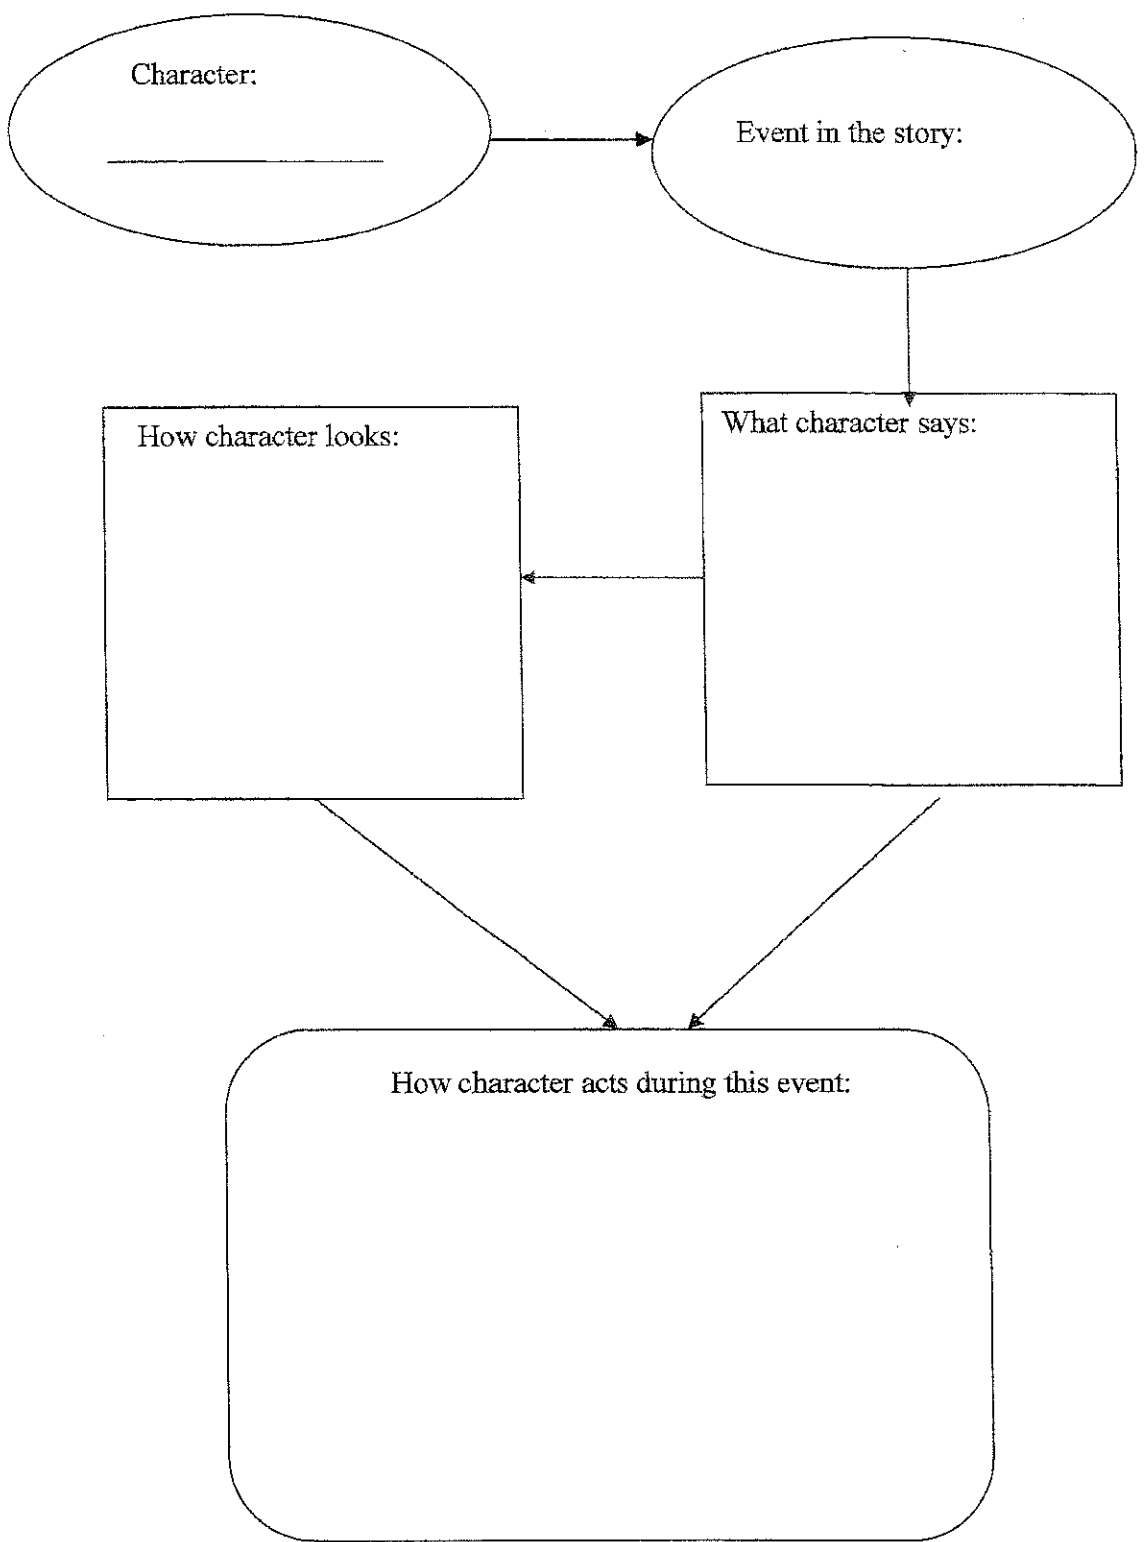 Character:
Event in the story:
How character looks:
What character says:
How character acts during this event: